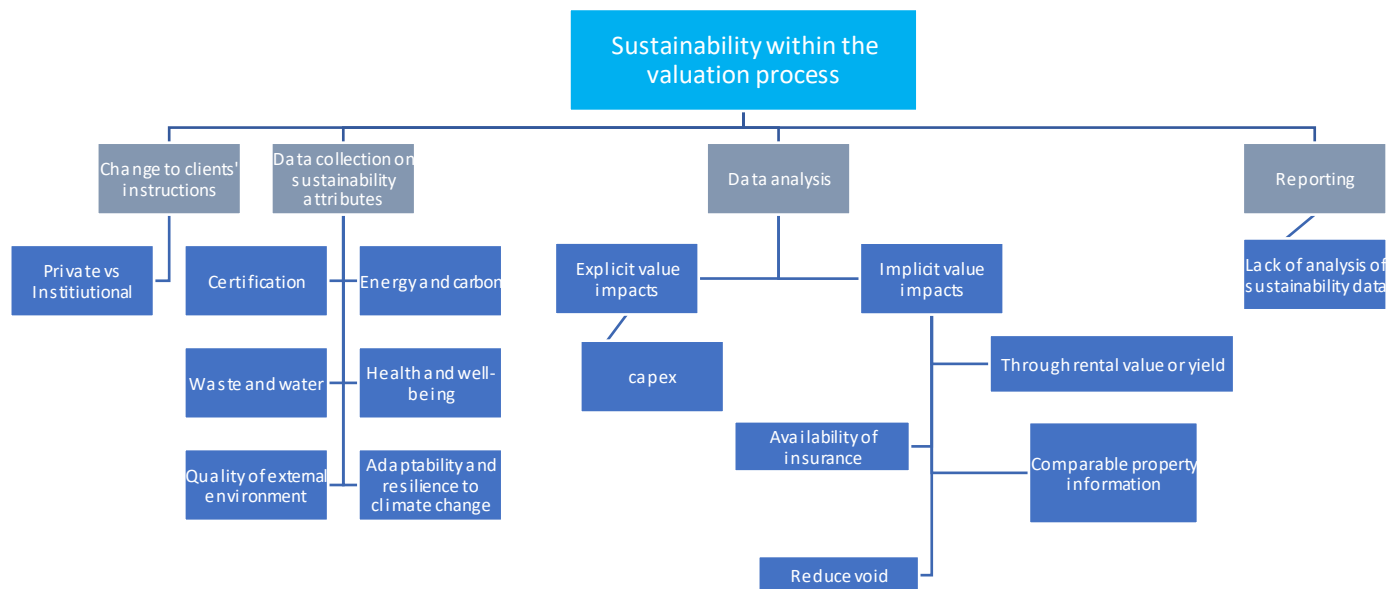 Sustainability within the
valuation process
Change to clients'
instructions
Data collection on
sustainability
attributes
Data analysis
Reporting
Private vs
Institiutional
Certification
Energy and carbon
Waste and water
Health and well-
being
Quality of external
environment
Adaptability and
resilience to
climate change
Explicit value
impacts
capex
Implicit value
impacts
Through rental value or yield
Availability of
insurance
Comparable property
information
Reduce void
Lack of analysis of
sustainability data